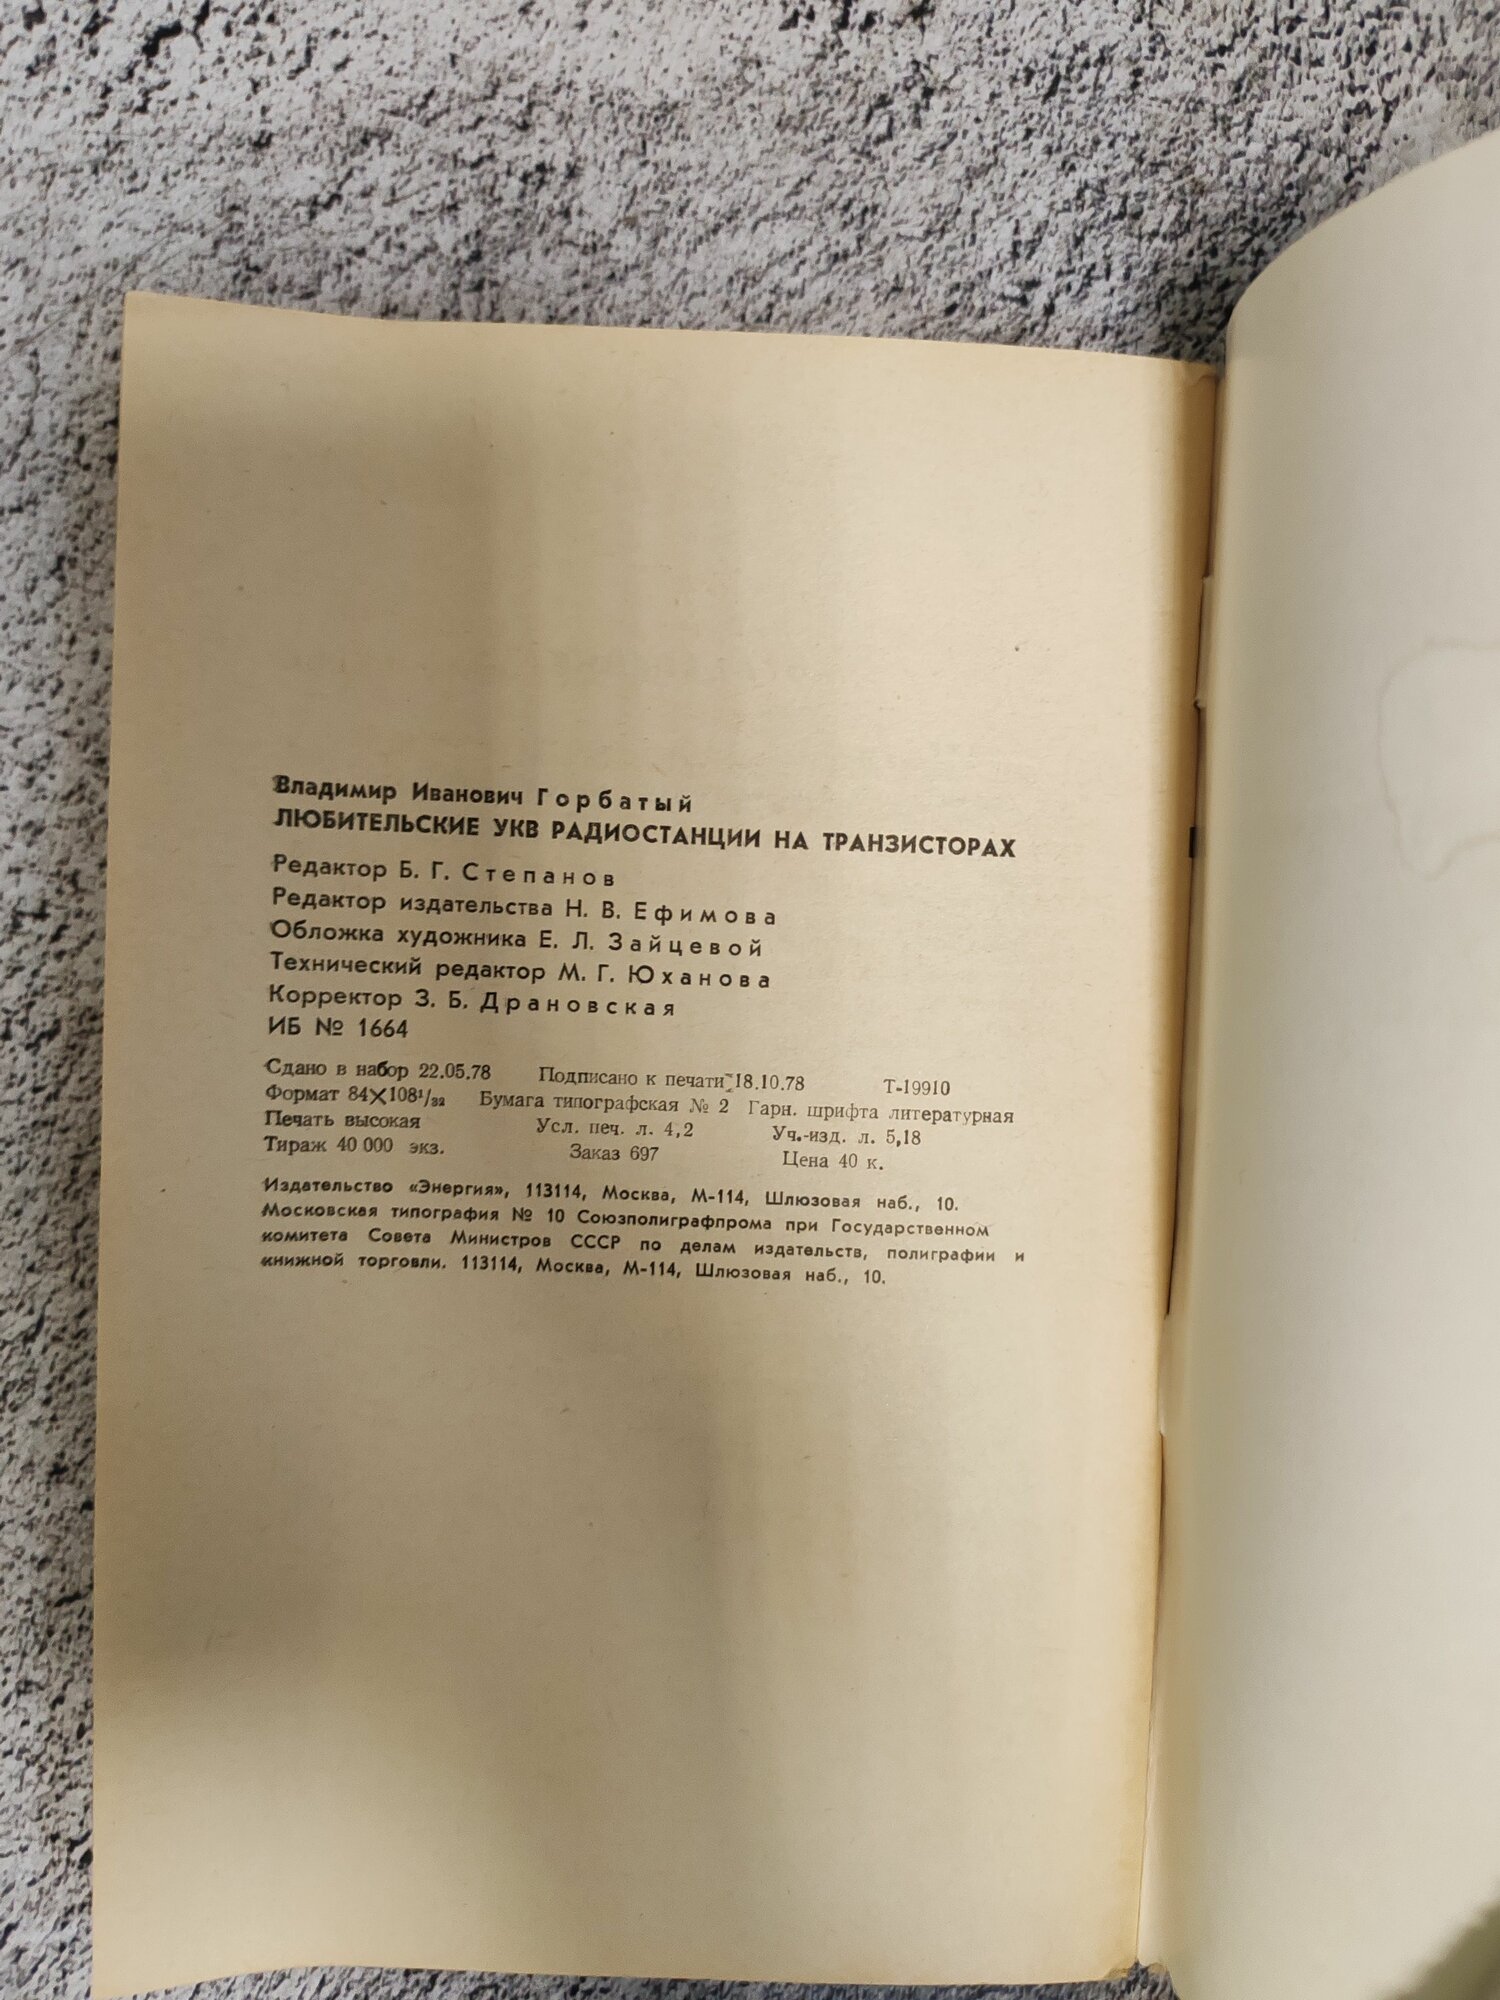 Владимир Иванович Горбатый
ЛЮБИТЕЛЬСКИЕ УКВ РАДИОСТАНЦИИ НА ТРАНЗИСТОРАХ
Редактор Б. Г. Степанов
Редактор издательства Н. В. Ефимова
Обложка художника Е. Л. Зайцевой
Технический редактор М. Г. Юханова
Корректор З. Б. Драновская
ИБ № 1664
Сдано в набор 22.05.78 Подписано к печати 18.10.78 Т-19910
Формат 84×108¹/₃₂ Бумага типографская № 2 Гарн. шрифта литературная
Печать высокая Усл. печ. л. 4,2 Уч.-изд. л. 5,18
Тираж 40 000 экз. Заказ 697 Цена 40 к.
Издательство «Энергия», 113114, Москва, М-114, Шлюзовая наб., 10.
Московская типография № 10 Союзполиграфпрома при Государственном
комитета Совета Министров СССР по делам издательств, полиграфии и
книжной торговли. 113114, Москва, М-114, Шлюзовая наб., 10.